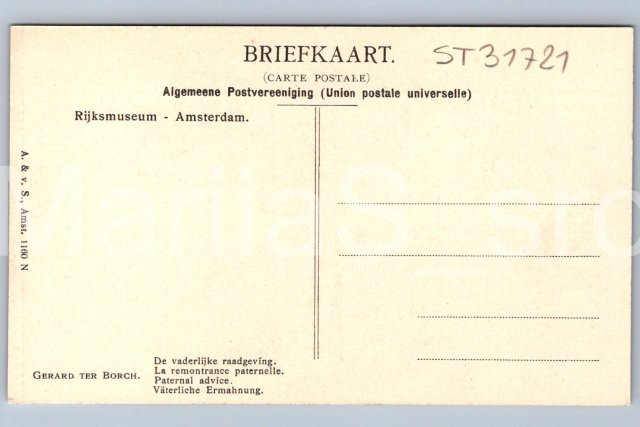 BRIEFKAART.
ST31721
(CARTE POSTALE)
Algemeene Postvereeniging (Union postale universelle)
Rijksmuseum - Amsterdam.
A. & v. S., Amst. 1160 N
MariiaS_sro
GERARD TER BORCH.
De vaderlijke raadgeving.
La remontrance paternelle.
Paternal advice.
Väterliche Ermahnung.